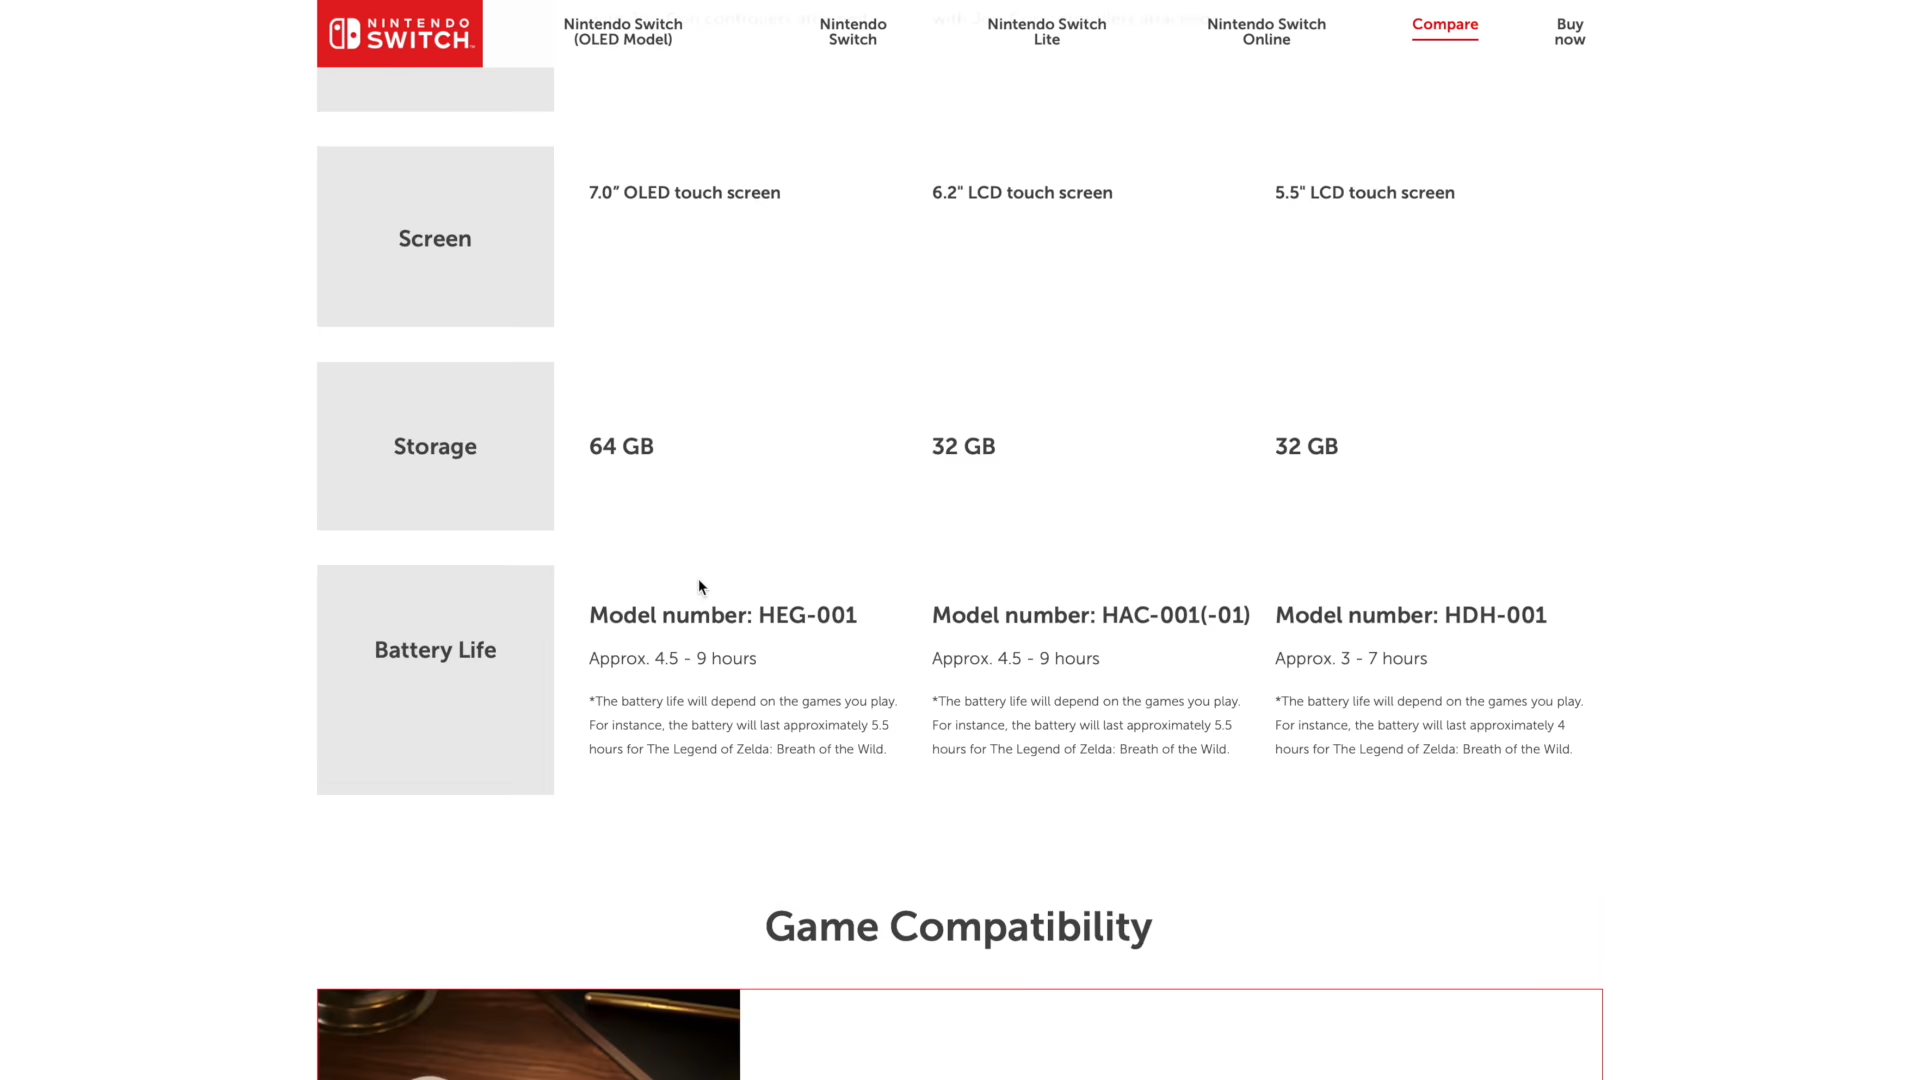 NINTENDO
SWITCH
Nintendo Switch
(OLED Model)
Nintendo
Switch
Nintendo Switch
Lite
Nintendo Switch
Online
Compare
Buy
now
Screen
7.0” OLED touch screen
6.2" LCD touch screen
5.5" LCD touch screen
Storage
64 GB
32 GB
32 GB
Battery Life
Model number: HEG-001
Approx. 4.5 - 9 hours
*The battery life will depend on the games you play.
For instance, the battery will last approximately 5.5
hours for The Legend of Zelda: Breath of the Wild.
Model number: HAC-001(-01)
Approx. 4.5 - 9 hours
*The battery life will depend on the games you play.
For instance, the battery will last approximately 5.5
hours for The Legend of Zelda: Breath of the Wild.
Model number: HDH-001
Approx. 3 - 7 hours
*The battery life will depend on the games you play.
For instance, the battery will last approximately 4
hours for The Legend of Zelda: Breath of the Wild.
Game Compatibility